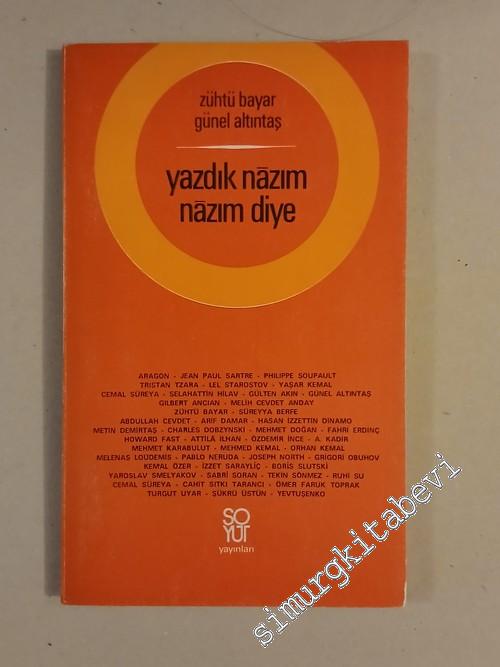 zühtü bayar
günel altıntaş
yazdık nâzım
nâzım diye
ARAGON - JEAN PAUL SARTRE - PHILIPPE SOUPAULT
TRISTAN TZARA - LEL STAROSTOV - YAŞAR KEMAL
CEMAL SÜREYA - SELAHATTİN HİLAV - GÜLTEN AKIN - GÜNEL ALTINTAŞ
GILBERT ANCIAN - MELİH CEVDET ANDAY
ZÜHTÜ BAYAR - SÜREYYA BERFE
ABDULLAH CEVDET - ARIF DAMAR - HASAN İZZETTİN DİNAMO
METİN DEMİRTAŞ - CHARLES DOBZYNSKI - MEHMET DOĞAN - FAHRİ ERDİNÇ
HOWARD FAST - ATTİLÂ İLHAN - ÖZDEMİR İNCE - A. KADİR
MEHMET KARABULUT - MEHMED KEMAL - ORHAN KEMAL
MELENAS LOUDEMIS - PABLO NERUDA - JOSEPH NORTH - GRİGORİ OBUHOV
KEMAL ÖZER - İZZET SARAYLİÇ - BORİS SLUTSKİ
YAROSLAV SMELYAKOV - SABRİ SORAN - TEKİN SÖNMEZ - RUHİ SU
CEMAL SÜREYA - CAHİT SITKI TARANCI - ÖMER FARUK TOPRAK
TURGUT UYAR - ŞÜKRÜ ÜSTÜN - YEVTUŞENKO
SO
YUT
yayınları
simurgkitabevi